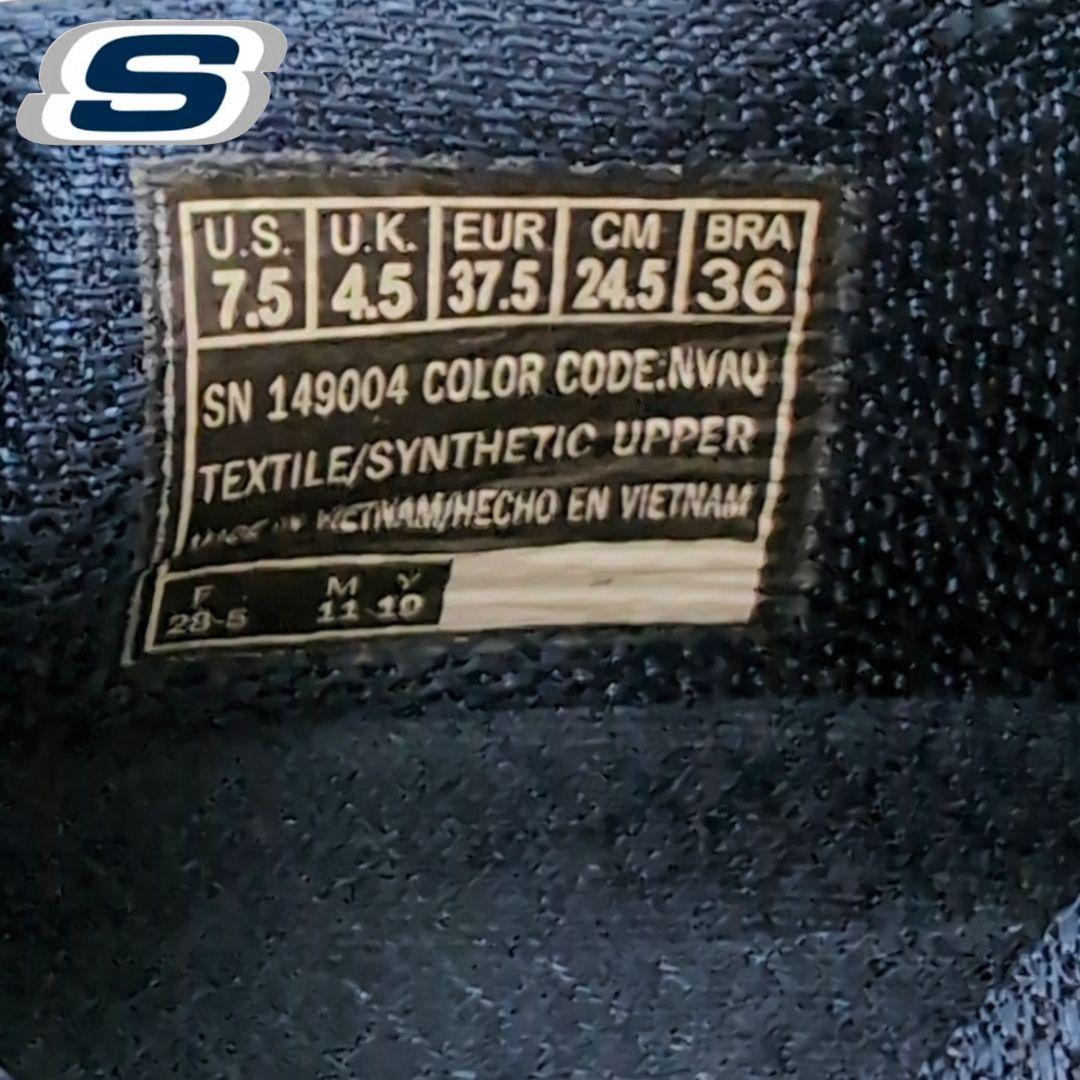 S
U.S. U.K. EUR CM BRA
7.5 4.5 37.5 24.5 36
SN 149004 COLOR CODE:NVAQ
TEXTILE/SYNTHETIC UPPER
VIETNAM/HECHO EN VIETNAM
F M Y
11 10